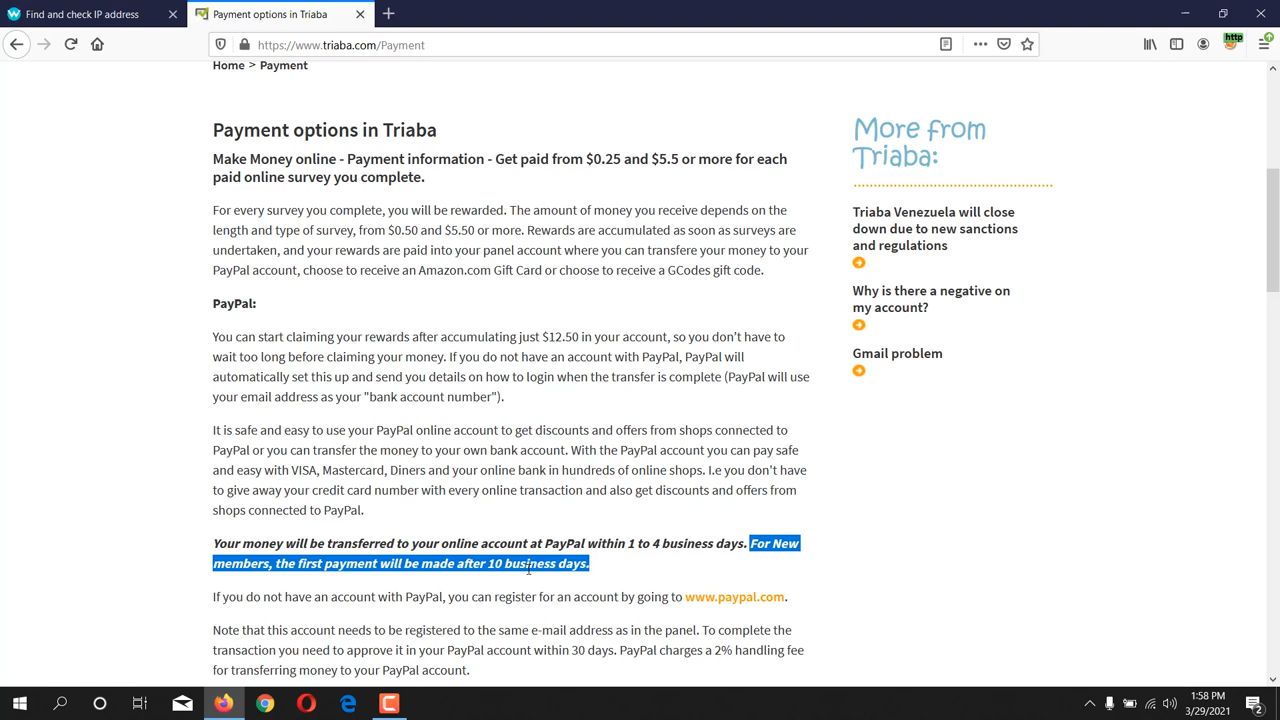 Find and check IP address
Payment options in Triaba
https://www.triaba.com/Payment
http
Home > Payment
Payment options in Triaba
Make Money online - Payment information - Get paid from $0.25 and $5.5 or more for each
paid online survey you complete.
For every survey you complete, you will be rewarded. The amount of money you receive depends on the
length and type of survey, from $0.50 and $5.50 or more. Rewards are accumulated as soon as surveys are
undertaken, and your rewards are paid into your panel account where you can transfere your money to your
PayPal account, choose to receive an Amazon.com Gift Card or choose to receive a GCodes gift code.
PayPal:
You can start claiming your rewards after accumulating just $12.50 in your account, so you don't have to
wait too long before claiming your money. If you do not have an account with PayPal, PayPal will
automatically set this up and send you details on how to login when the transfer is complete (PayPal will use
your email address as your "bank account number").
It is safe and easy to use your PayPal online account to get discounts and offers from shops connected to
PayPal or you can transfer the money to your own bank account. With the PayPal account you can pay safe
and easy with VISA, Mastercard, Diners and your online bank in hundreds of online shops. I.e you don't have
to give away your credit card number with every online transaction and also get discounts and offers from
shops connected to PayPal.
Your money will be transferred to your online account at PayPal within 1 to 4 business days. For New
members, the first payment will be made after 10 business days.
If you do not have an account with PayPal, you can register for an account by going to www.paypal.com.
Note that this account needs to be registered to the same e-mail address as in the panel. To complete the
transaction you need to approve it in your PayPal account within 30 days. PayPal charges a 2% handling fee
for transferring money to your PayPal account.
More from
Triaba:
Triaba Venezuela will close
down due to new sanctions
and regulations
Why is there a negative on
my account?
Gmail problem
1:58 PM
3/29/2021
2